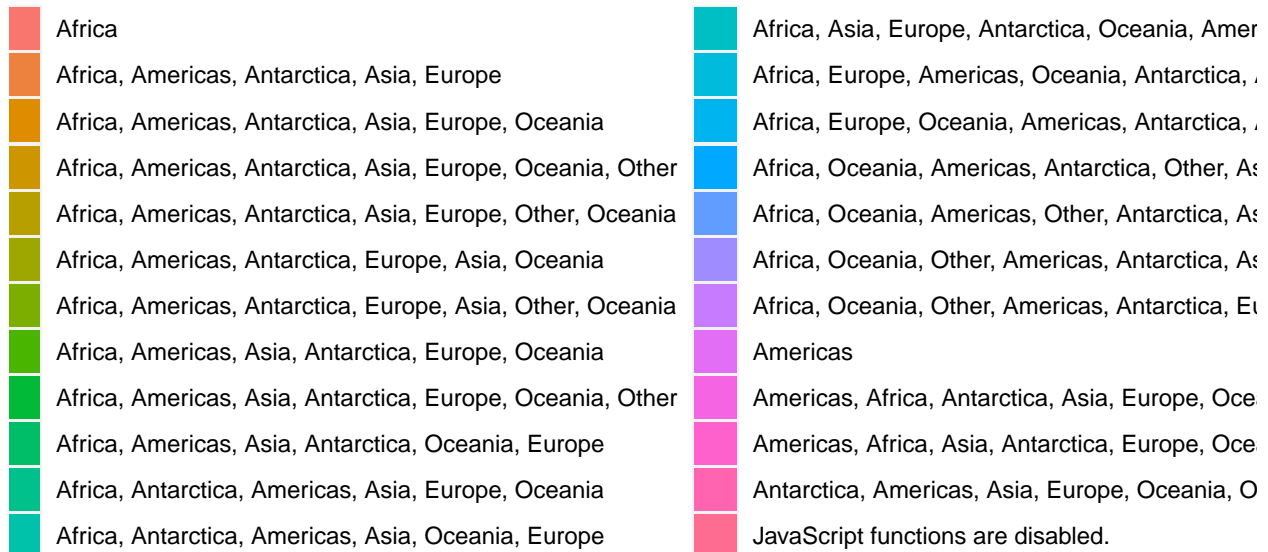 Africa
Africa, Americas, Antarctica, Asia, Europe
Africa, Americas, Antarctica, Asia, Europe, Oceania
Africa, Americas, Antarctica, Asia, Europe, Oceania, Other
Africa, Americas, Antarctica, Asia, Europe, Other, Oceania
Africa, Americas, Antarctica, Europe, Asia, Oceania
Africa, Americas, Antarctica, Europe, Asia, Other, Oceania
Africa, Americas, Asia, Antarctica, Europe, Oceania
Africa, Americas, Asia, Antarctica, Europe, Oceania, Other
Africa, Americas, Asia, Antarctica, Oceania, Europe
Africa, Antarctica, Americas, Asia, Europe, Oceania
Africa, Antarctica, Americas, Asia, Oceania, Europe
Africa, Asia, Europe, Antarctica, Oceania,
Africa, Europe, Americas, Oceania, Antarctica,
Africa, Europe, Oceania, Americas, Antarctica,
Africa, Oceania, Americas, Antarctica, Other,
Africa, Oceania, Americas, Other, Antarctica,
Africa, Oceania, Other, Americas, Antarctica,
Africa, Oceania, Other, Americas, Antarctica,
Americas
Americas, Africa, Antarctica, Asia, Europe,
Americas, Africa, Asia, Antarctica, Europe,
Antarctica, Americas, Asia, Europe, Oceania,
JavaScript functions are disabled.